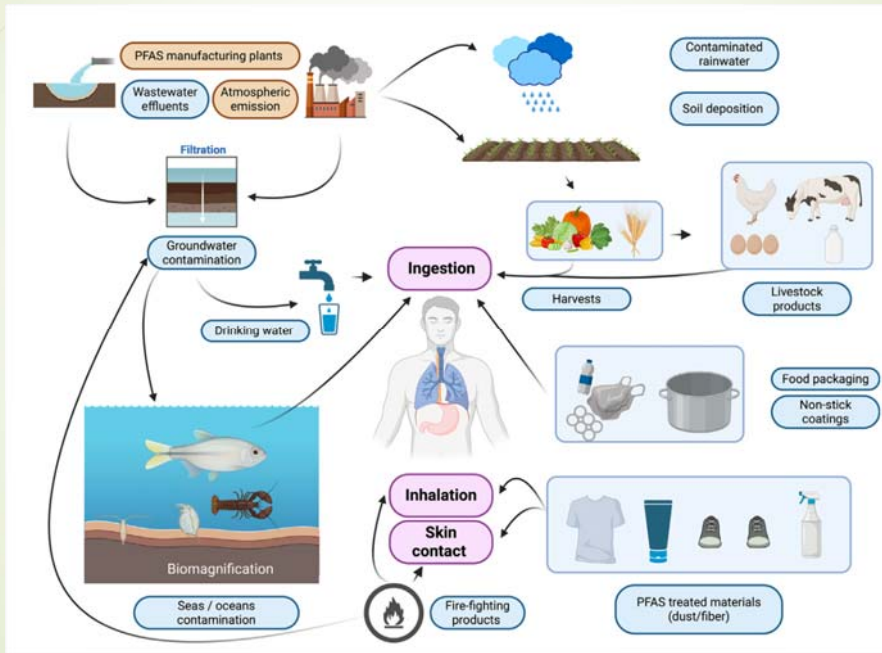 PFAS manufacturing plants
Wastewater
effluents
Atmospheric
emission
Contaminated
rainwater
Soil deposition
Filtration
Groundwater
contamination
Ingestion
Drinking water
Harvests
Livestock
products
Food packaging
Non-stick
coatings
Inhalation
Skin
contact
Biomagnification
Seas / oceans
contamination
Fire-fighting
products
PFAS treated materials
(dust/fiber)